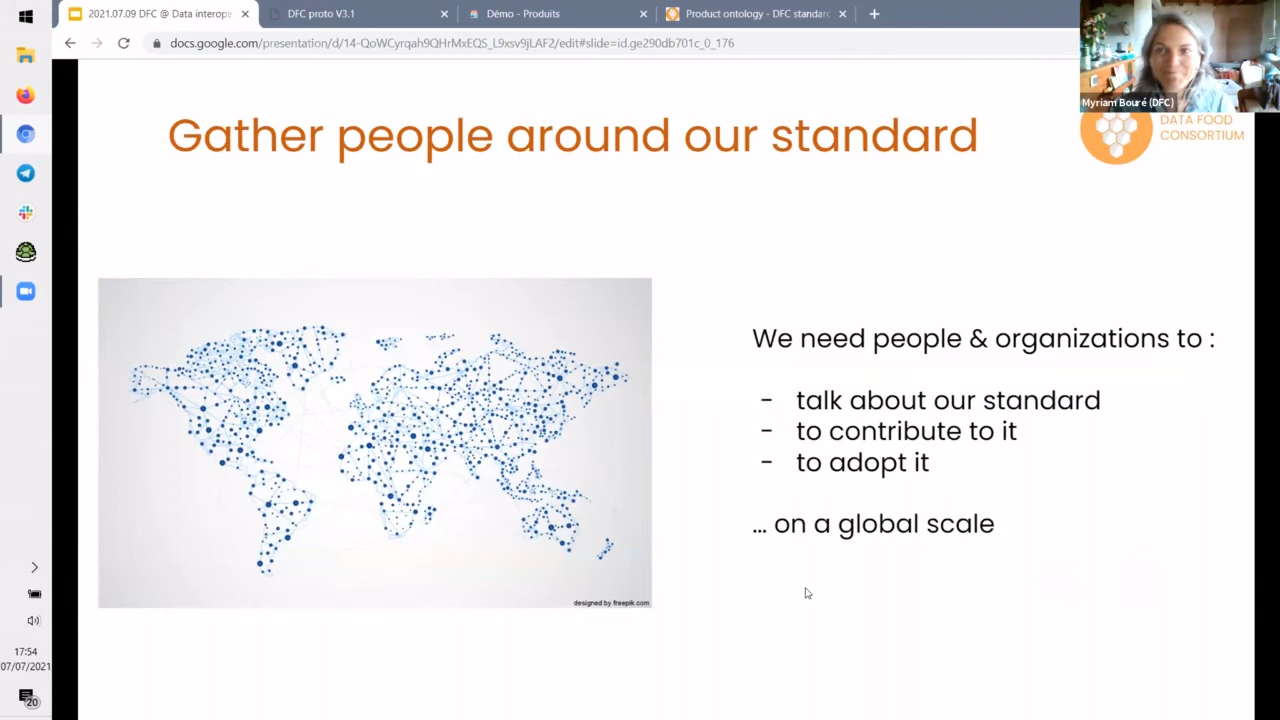 2021.07.09 DFC @ Data interope
DFC proto V3.1
Démo - Produits
Product ontology - DFC standard
docs.google.com/presentation/d/14-QoWCyrqah9QHrMxEQS_L9xsv9jLAF2/edit#slide=id.ge290db701c_0_176
Myriam Bouré (DFC)
DATA FOOD
CONSORTIUM
Gather people around our standard
We need people & organizations to :
- talk about our standard
- to contribute to it
- to adopt it
... on a global scale
designed by freepik.com
17:54
07/07/2021
20